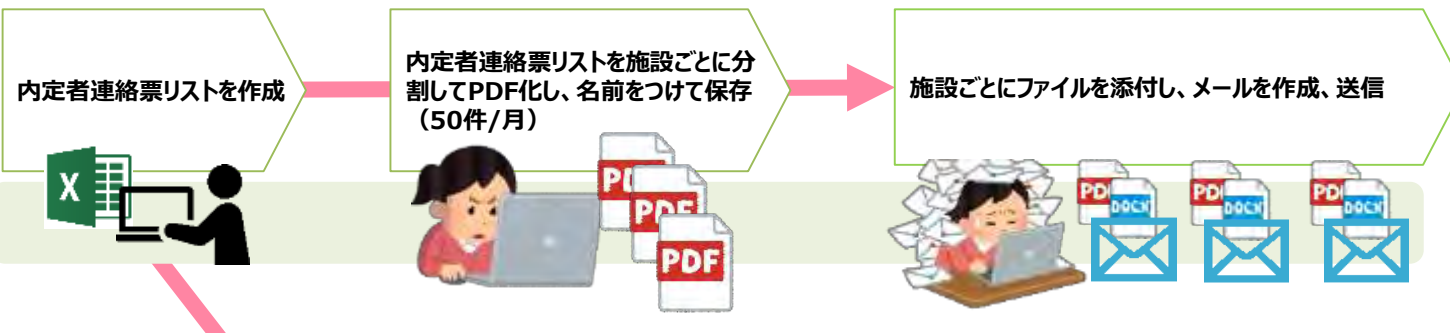 内定者連絡票リストを作成
内定者連絡票リストを施設ごとに分
割してPDF化し、名前をつけて保存
（50件/月）
施設ごとにファイルを添付し、メールを作成、送信
X
PDF
PDF
PDF
PDF
DOCX
PDF
DOCX
PDF
DOCX